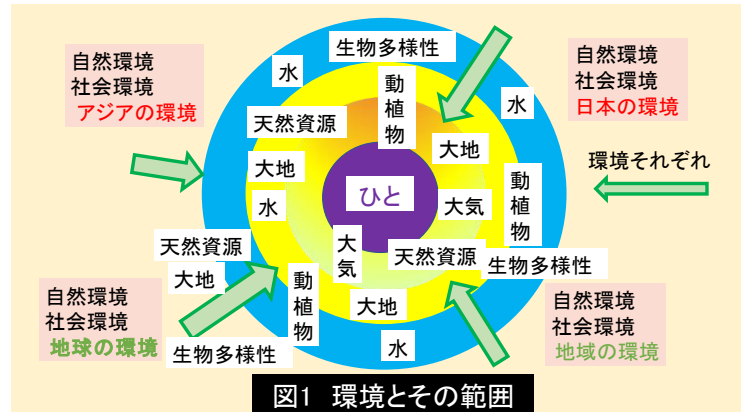 生物多様性
自然環境
社会環境
アジアの環境
水
動植物
自然環境
社会環境
日本の環境
水
天然資源
大地
大地
環境それぞれ
動植物
ひと
水
大気
大気
天然資源
天然資源
生物多様性
大地
動植物
大地
自然環境
社会環境
地球の環境
自然環境
社会環境
地域の環境
水
生物多様性
図1 環境とその範囲